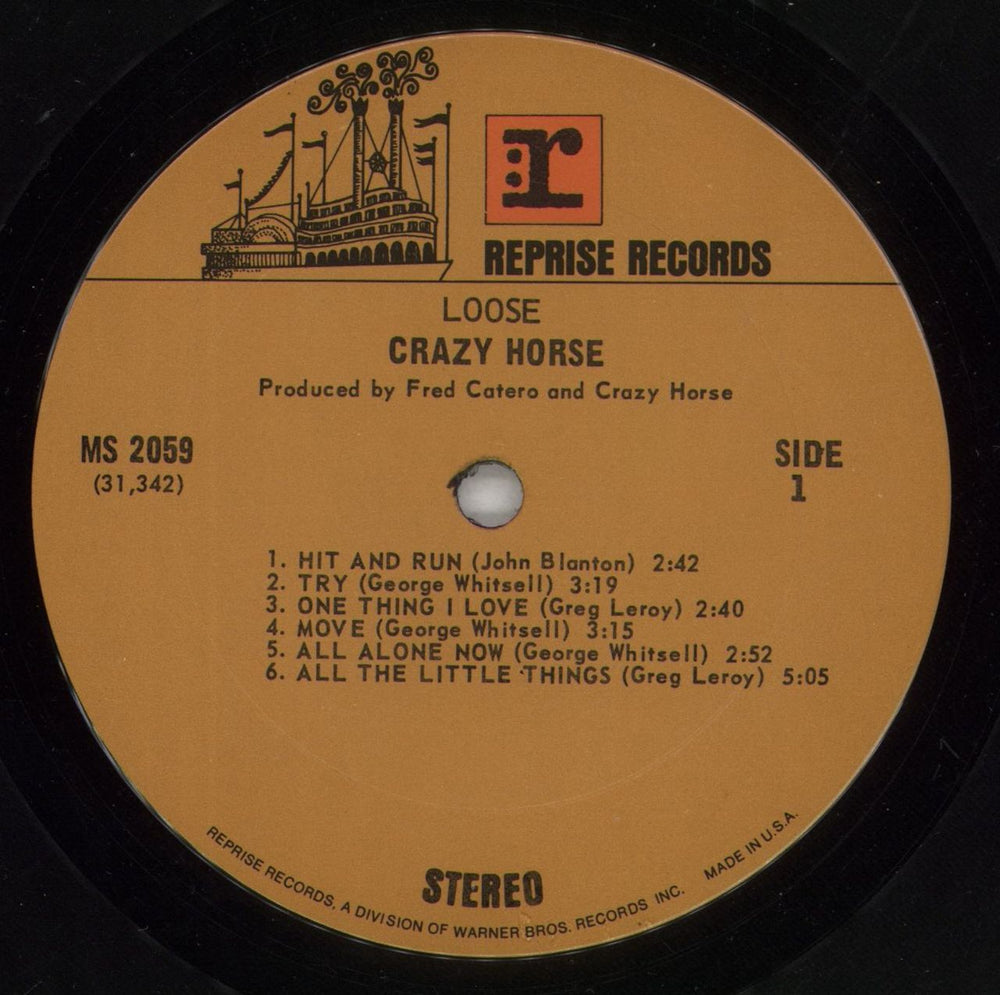 r:
REPRISE RECORDS
LOOSE
CRAZY HORSE
Produced by Fred Catero and Crazy Horse
MS 2059
(31,342)
SIDE
1
1. HIT AND RUN (John Blanton) 2:42
2. TRY (George Whitsell) 3:19
3. ONE THING I LOVE (Greg Leroy) 2:40
4. MOVE (George Whitsell) 3:15
5. ALL ALONE NOW (George Whitsell) 2:52
6. ALL THE LITTLE THINGS (Greg Leroy) 5:05
STEREO
REPRISE RECORDS, A DIVISION OF WARNER BROS. RECORDS INC. MADE IN U.S.A.